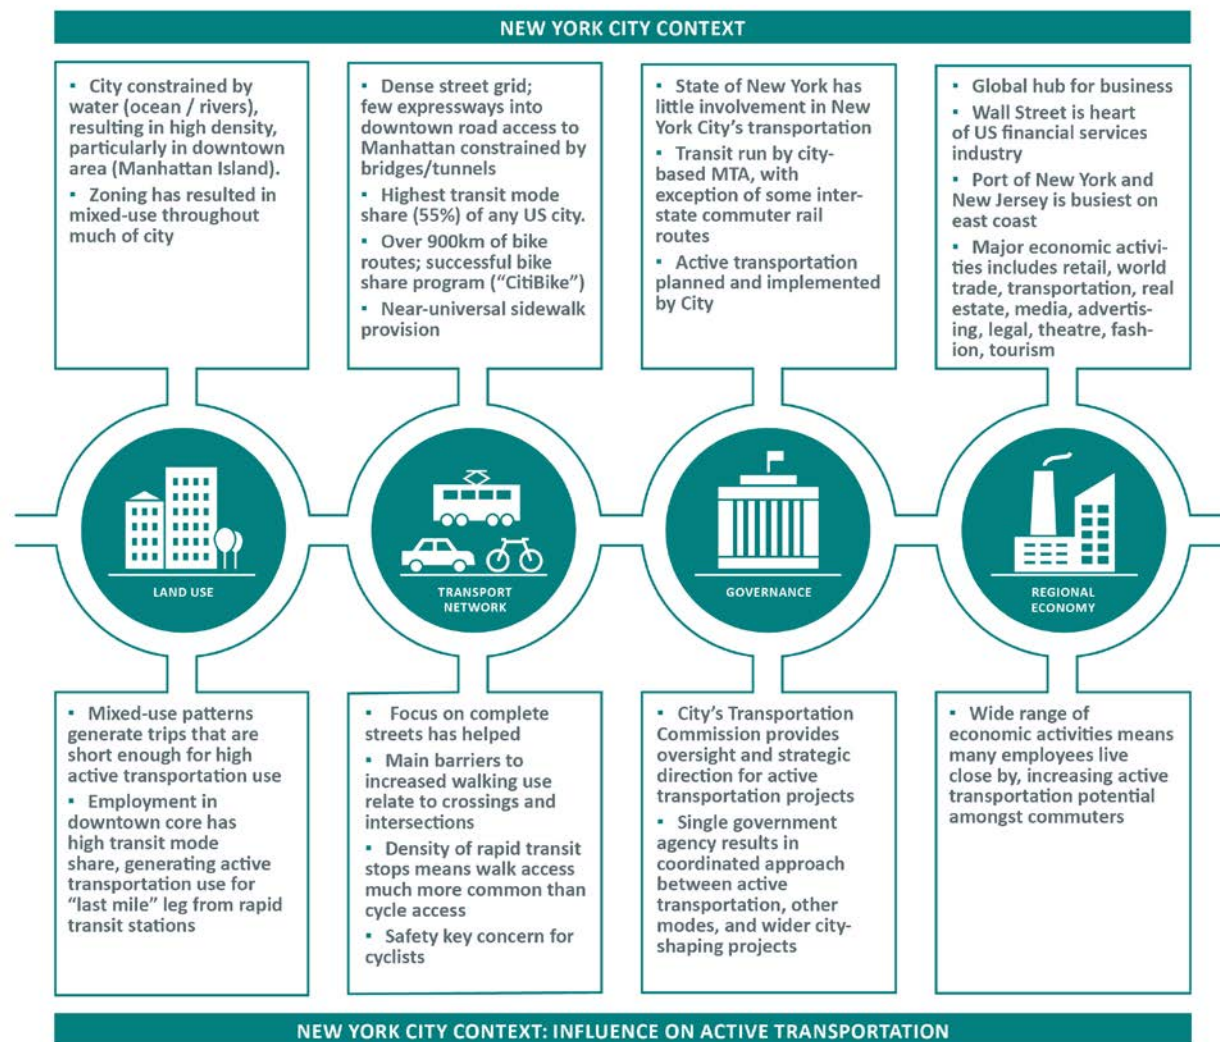 NEW YORK CITY CONTEXT
▪ City constrained by
water (ocean / rivers),
resulting in high density,
particularly in downtown
area (Manhattan Island).
▪ Zoning has resulted in
mixed-use throughout
much of city
▪ Dense street grid;
few expressways into
downtown road access to
Manhattan constrained by
bridges/tunnels
▪ Highest transit mode
share (55%) of any US city.
▪ Over 900km of bike
routes; successful bike
share program (“CitiBike”)
▪ Near-universal sidewalk
provision
▪ State of New York has
little involvement in New
York City’s transportation
▪ Transit run by city-
based MTA, with
exception of some inter-
state commuter rail
routes
▪ Active transportation
planned and implemented
by City
▪ Global hub for business
▪ Wall Street is heart
of US financial services
industry
▪ Port of New York and
New Jersey is busiest on
east coast
▪ Major economic activi-
ties includes retail, world
trade, transportation, real
estate, media, advertis-
ing, legal, theatre, fash-
ion, tourism
LAND USE
TRANSPORT
NETWORK
GOVERNANCE
REGIONAL
ECONOMY
▪ Mixed-use patterns
generate trips that are
short enough for high
active transportation use
▪ Employment in
downtown core has
high transit mode
share, generating active
transportation use for
“last mile” leg from rapid
transit stations
▪ Focus on complete
streets has helped
▪ Main barriers to
increased walking use
relate to crossings and
intersections
▪ Density of rapid transit
stops means walk access
much more common than
cycle access
▪ Safety key concern for
cyclists
▪ City’s Transportation
Commission provides
oversight and strategic
direction for active
transportation projects
▪ Single government
agency results in
coordinated approach
between active
transportation, other
modes, and wider city-
shaping projects
▪ Wide range of
economic activities means
many employees live
close by, increasing active
transportation potential
amongst commuters
NEW YORK CITY CONTEXT: INFLUENCE ON ACTIVE TRANSPORTATION